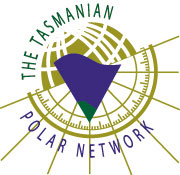 THE TASMANIAN
POLAR NETWORK